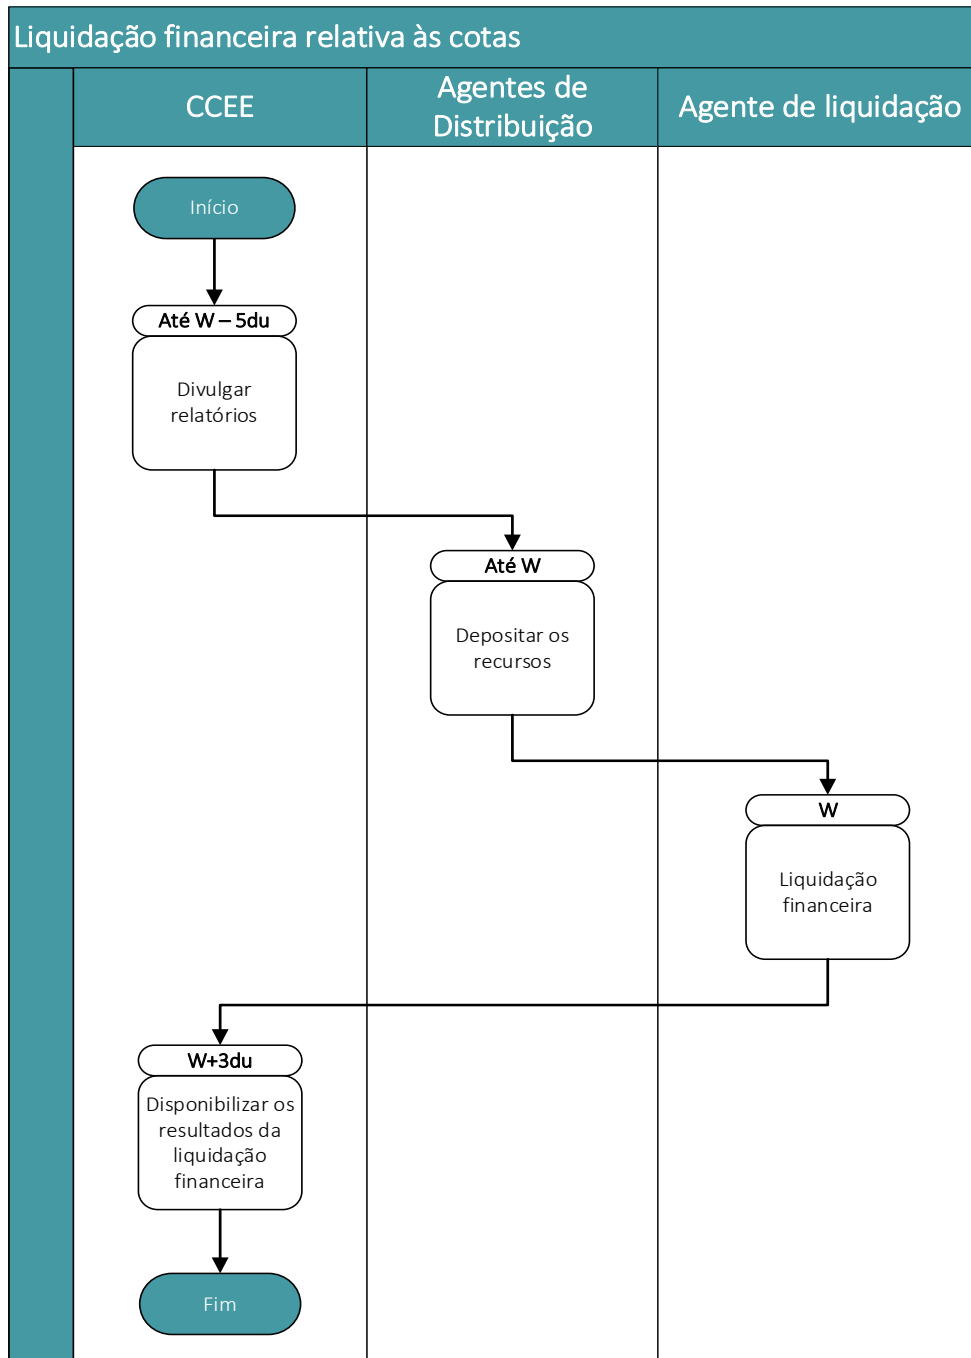 Liquidação financeira relativa às cotas
CCEE
Agentes de
Distribuição
Agente de liquidação
Início
Até W – 5du
Divulgar
relatórios
Até W
Depositar os
recursos
W
Liquidação
financeira
W+3du
Disponibilizar os
resultados da
liquidação
financeira
Fim